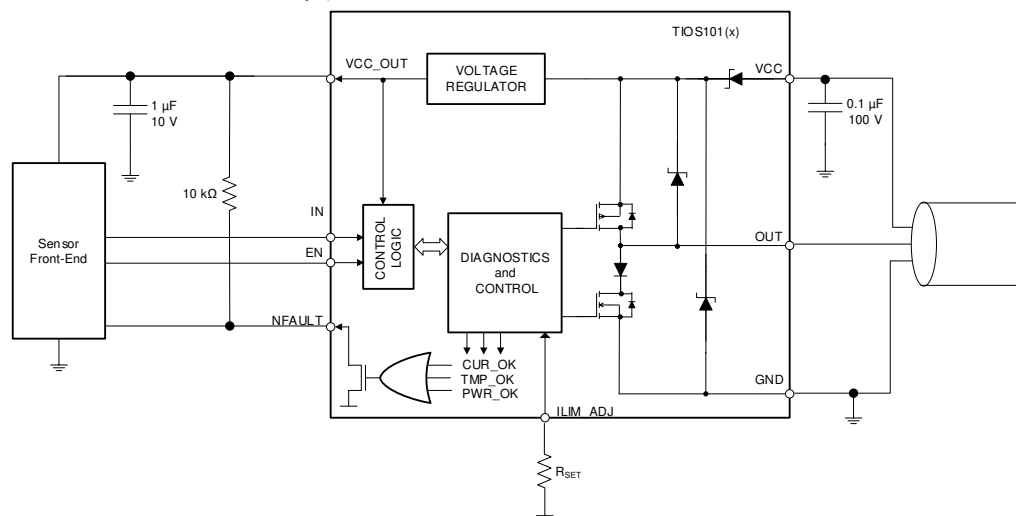 TIOS101(x)
VCC_OUT
VOLTAGE
REGULATOR
VCC
1 µF
10 V
0.1 µF
100 V
10 kΩ
IN
EN
CONTROL
LOGIC
Sensor
Front-End
DIAGNOSTICS
and
CONTROL
OUT
NFAULT
CUR_OK
TMP_OK
PWR_OK
GND
ILIM_ADJ
RSET